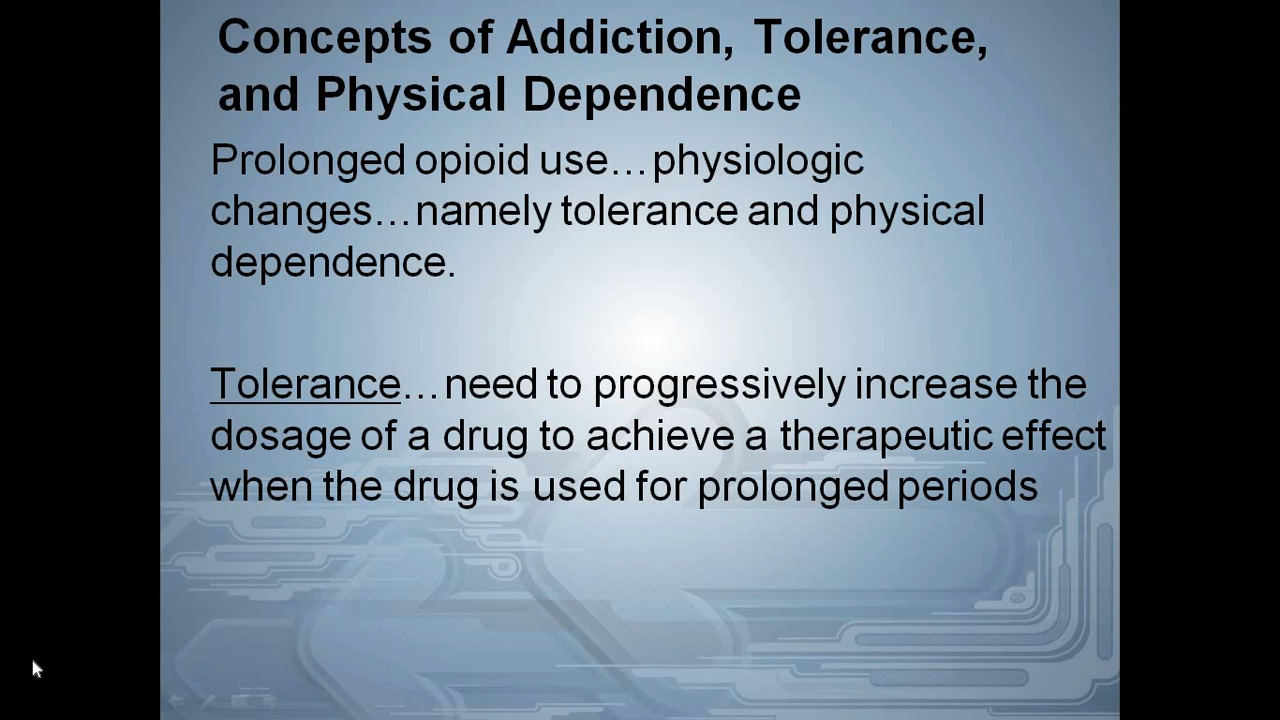 Concepts of Addiction, Tolerance,
and Physical Dependence
Prolonged opioid use…physiologic
changes…namely tolerance and physical
dependence.
Tolerance…need to progressively increase the
dosage of a drug to achieve a therapeutic effect
when the drug is used for prolonged periods